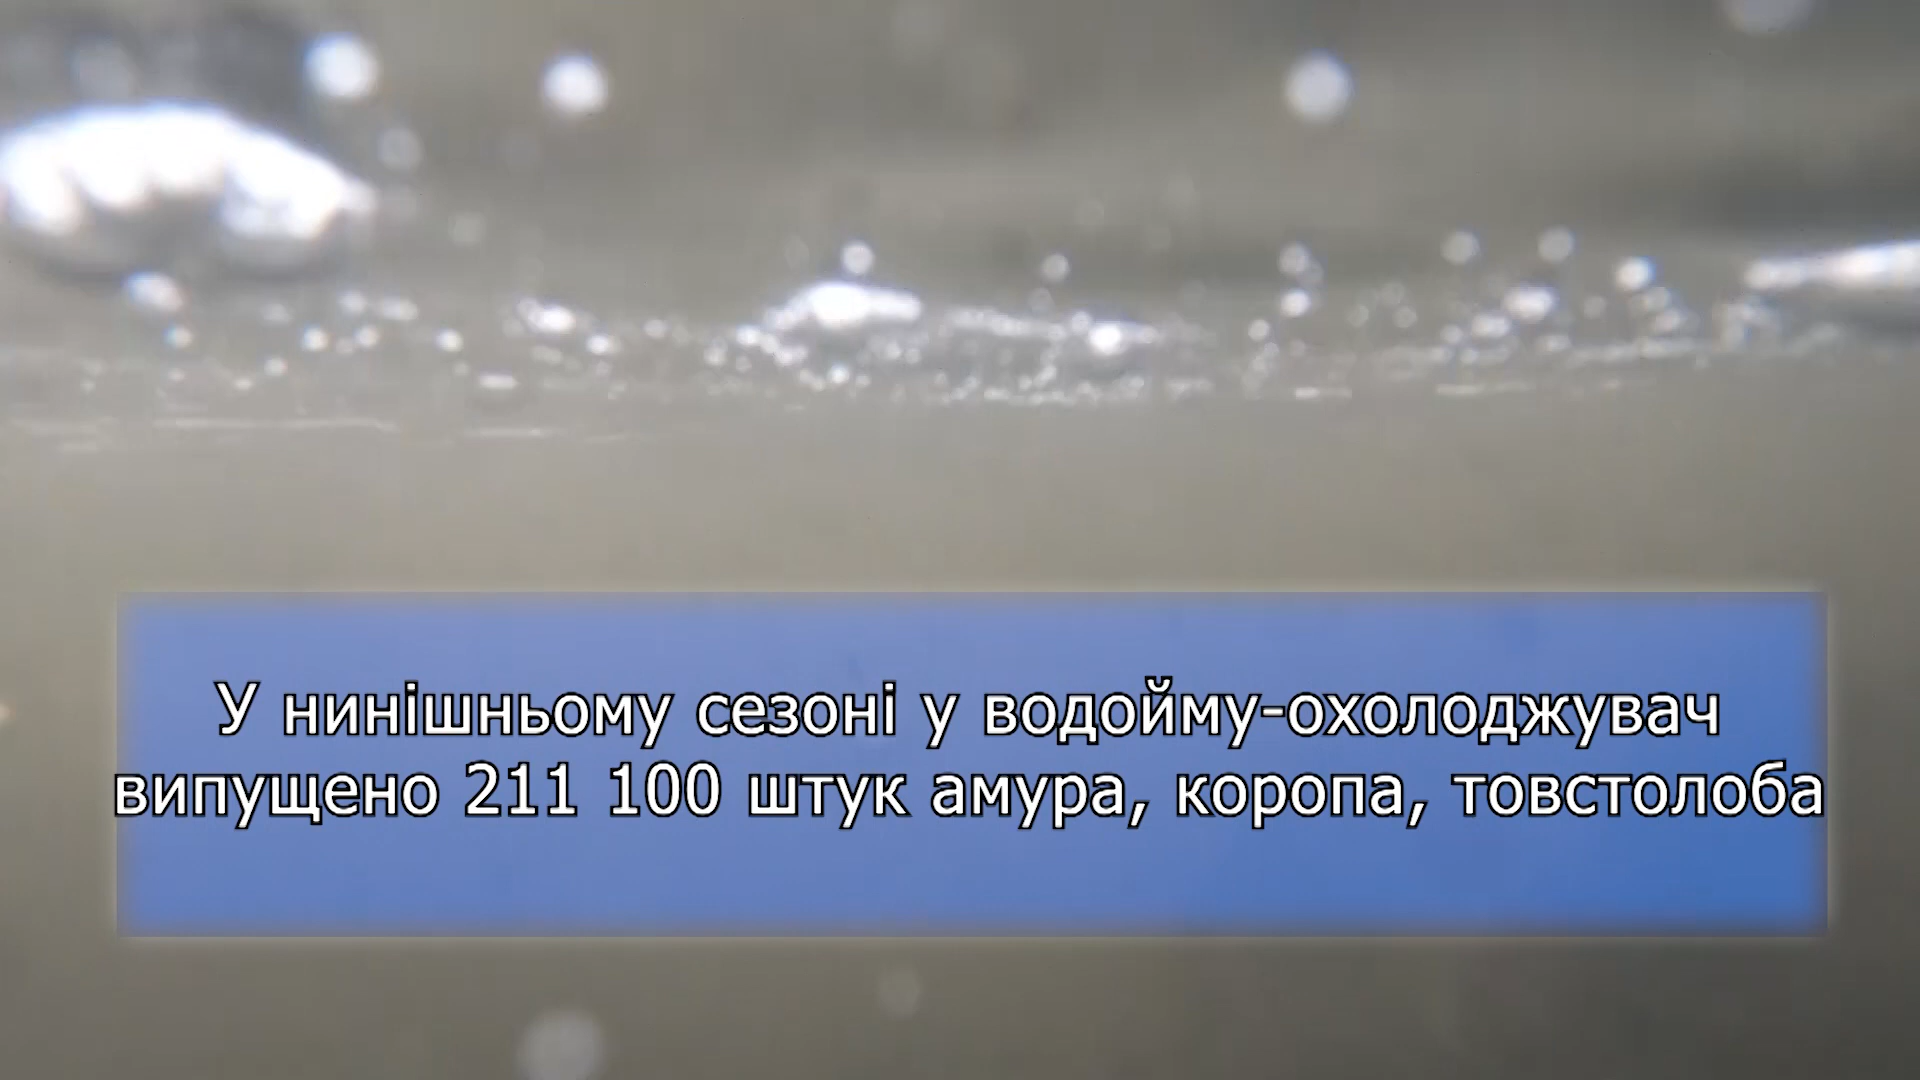 У нинішньому сезоні у водойму-охолоджувач
випущено 211 100 штук амура, коропа, товстолоба